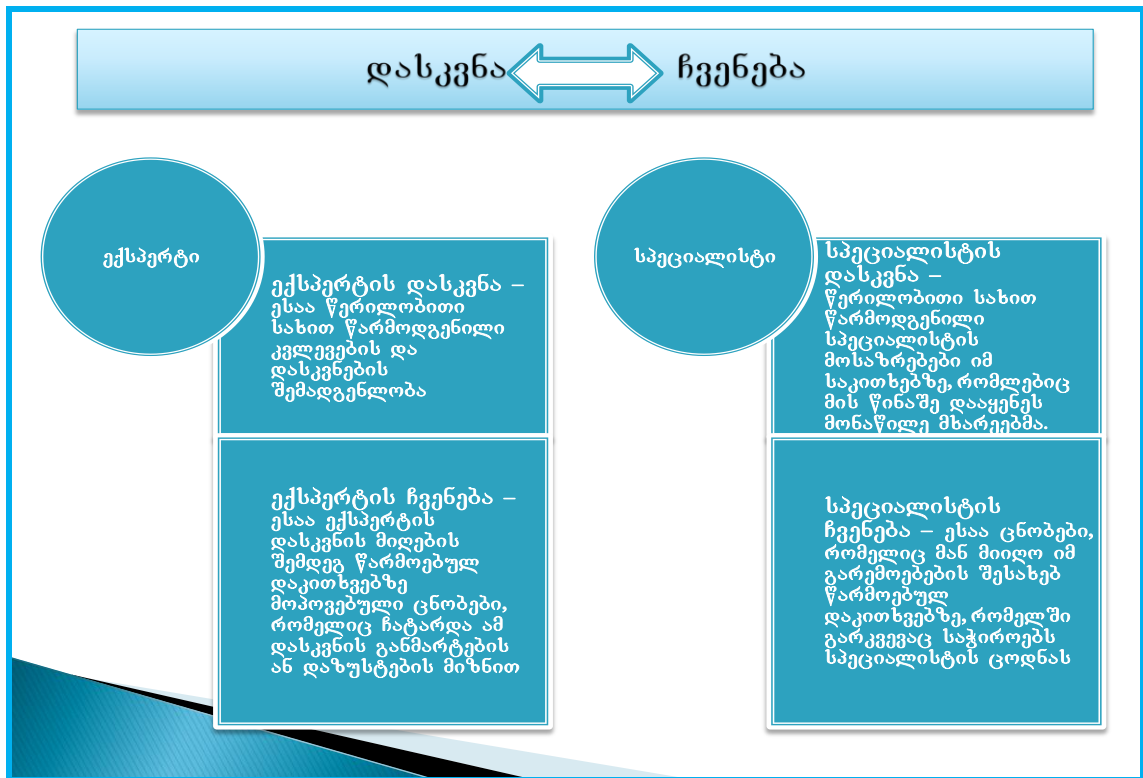 დასკვნა ჩვენება
ექსპერტი
ექსპერტის დასკვნა –
ესაა წერილობითი
სახით წარმოდგენილი
კვლევების და
დასკვნების
შემადგენლობა
ექსპერტის ჩვენება –
ესაა ექსპერტის
დასკვნის მიღების
შემდეგ წარმოებულ
დაკითხვებზე
მოპოვებული ცნობები,
რომელიც ჩატარდა ამ
დასკვნის განმარტების
ან დაზუსტების მიზნით
სპეციალისტი
სპეციალისტის
დასკვნა –
წერილობითი სახით
წარმოდგენილი
სპეციალისტის
მოსაზრებები იმ
საკითხებზე, რომლებიც
მის წინაშე დააყენეს
მონაწილე მხარეებმა.
სპეციალისტის
ჩვენება – ესაა ცნობები,
რომელიც მან მიიღო იმ
გარემოებების შესახებ
წარმოებულ
დაკითხვებზე, რომელში
გარკვევაც საჭიროებს
სპეციალისტის ცოდნას